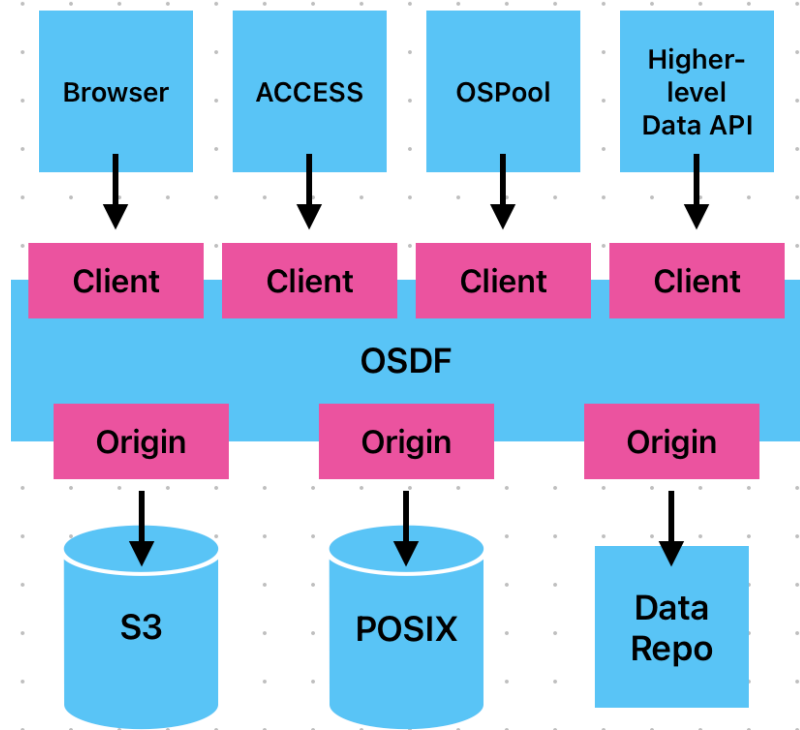 Browser
ACCESS
OSPool
Higher-
level
Data API
Client
Client
Client
Client
OSDF
Origin
Origin
Origin
S3
POSIX
Data
Repo